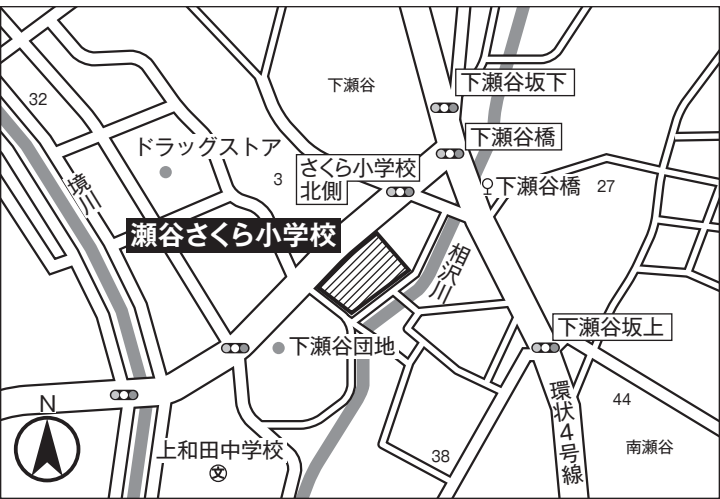 下瀬谷
下瀬谷坂下
32
下瀬谷橋
ドラッグストア
さくら小学校
北側
3
下瀬谷橋
27
境川
瀬谷さくら小学校
相沢川
下瀬谷坂上
下瀬谷団地
環状4号線
N
44
上和田中学校
文
38
南瀬谷